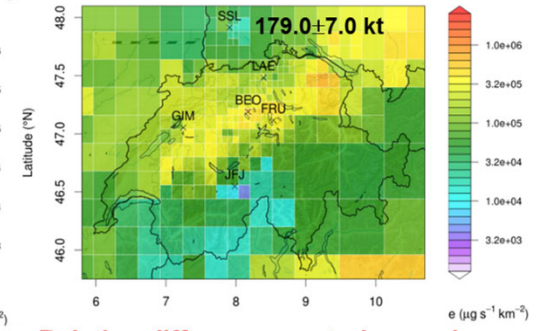 179.0±7.0 kt
SSL
LAE
BEO
FRU
GIM
JFJ
Latitude (°N)
48.0
47.5
47.0
46.5
46.0
6 7 8 9 10
1.0e+06
3.2e+05
1.0e+05
3.2e+04
1.0e+04
3.2e+03
e (µg s⁻¹ km⁻²)